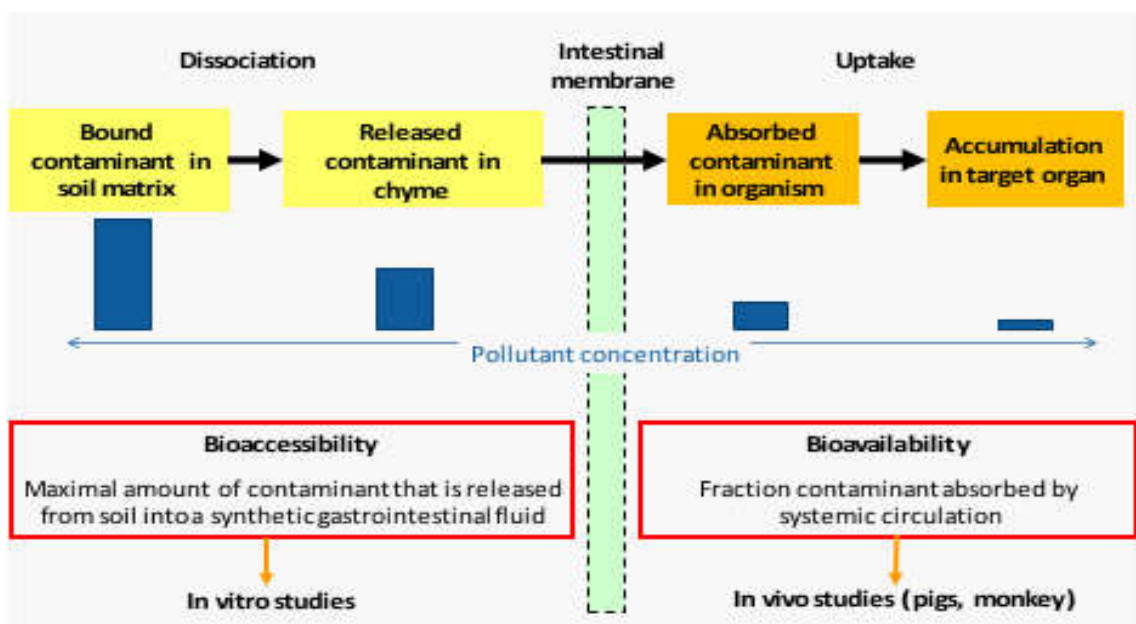 Dissociation
Intestinal
membrane
Uptake
Bound
contaminant in
soil matrix
Released
contaminant in
chyme
Absorbed
contaminant
in organism
Accumulation
in target organ
Pollutant concentration
Bioaccessibility
Maximal amount of contaminant that is released
from soil into a synthetic gastrointestinal fluid
In vitro studies
Bioavailability
Fraction contaminant absorbed by
systemic circulation
In vivo studies (pigs, monkey)